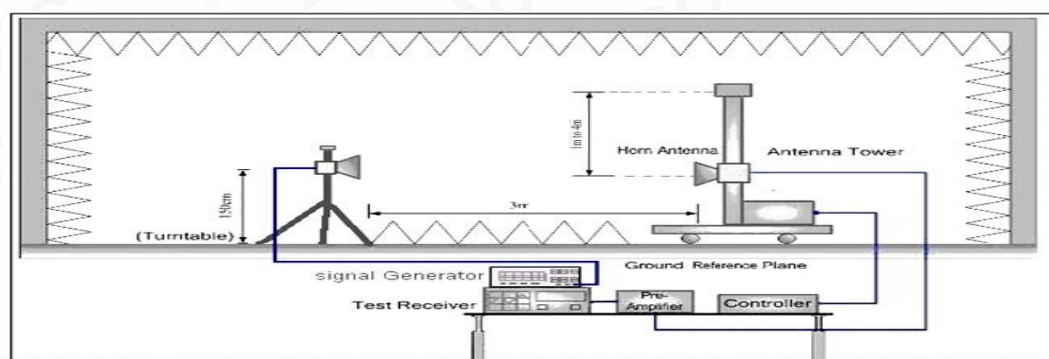 1m to 4m
Horn Antenna
Antenna Tower
150cm
3m
(Turntable)
Ground Reference Plane
signal Generator
Test Receiver
Pre-
Amplifier
Controller